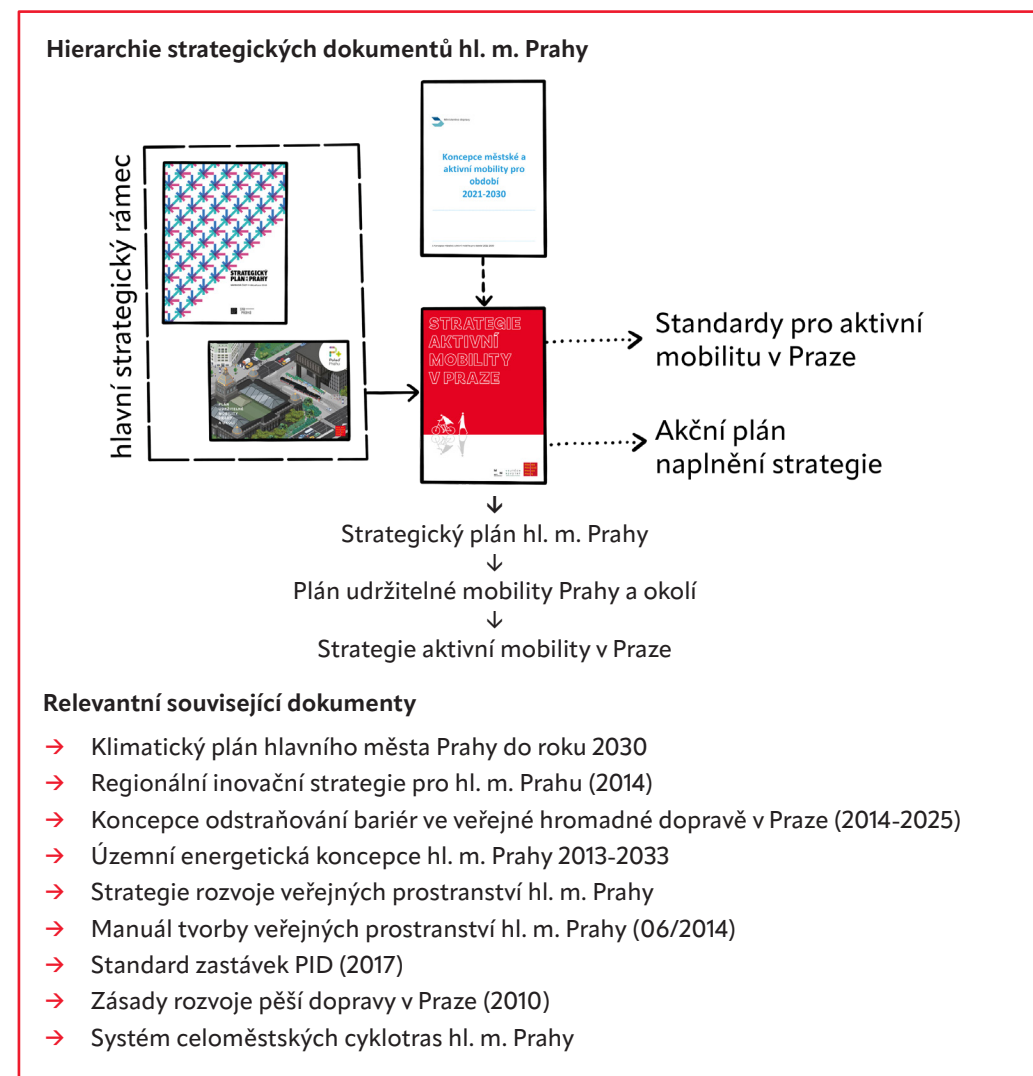 Hierarchie strategických dokumentů hl. m. Prahy
hlavní strategický rámec
STRATEGICKÝ
PLÁN PRAHY
Koncepce městské a
aktivní mobility pro
období
2021-2030
STRATEGIE
AKTIVNÍ
MOBILITY
V PRAZE
PLÁN
UDRŽITELNÉ
MOBILITY
Standardy pro aktivní
mobilitu v Praze
Akční plán
naplnění strategie
↓
Strategický plán hl. m. Prahy
↓
Plán udržitelné mobility Prahy a okolí
↓
Strategie aktivní mobility v Praze
Relevantní související dokumenty
→ Klimatický plán hlavního města Prahy do roku 2030
→ Regionální inovační strategie pro hl. m. Prahu (2014)
→ Koncepce odstraňování bariér ve veřejné hromadné dopravě v Praze (2014-2025)
→ Územní energetická koncepce hl. m. Prahy 2013-2033
→ Strategie rozvoje veřejných prostranství hl. m. Prahy
→ Manuál tvorby veřejných prostranství hl. m. Prahy (06/2014)
→ Standard zastávek PID (2017)
→ Zásady rozvoje pěší dopravy v Praze (2010)
→ Systém celoměstských cyklotras hl. m. Prahy